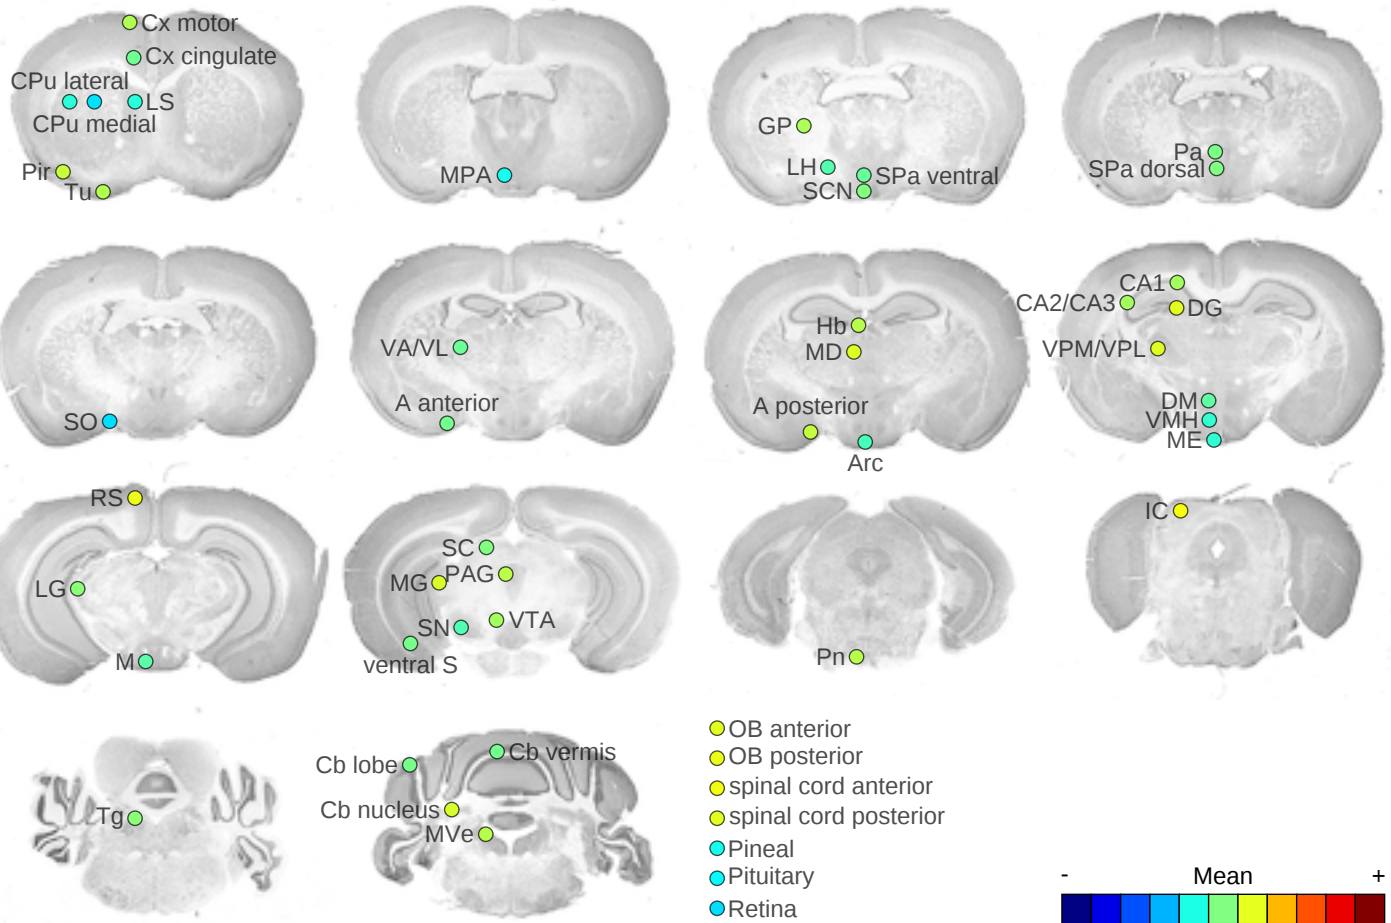 Cx motor
Cx cingulate
CPu lateral
LS
CPu medial
Pir
Tu
MPA
GP
LH
SPa ventral
SCN
Pa
SPa dorsal
SO
VA/VL
A anterior
Hb
MD
A posterior
Arc
CA1
CA2/CA3
DG
VPM/VPL
DM
VMH
ME
RS
LG
M
SC
MG
PAG
SN
VTA
ventral S
Pn
IC
Tg
Cb lobe
Cb vermis
Cb nucleus
MVe
OB anterior
OB posterior
spinal cord anterior
spinal cord posterior
Pineal
Pituitary
Retina
- Mean +